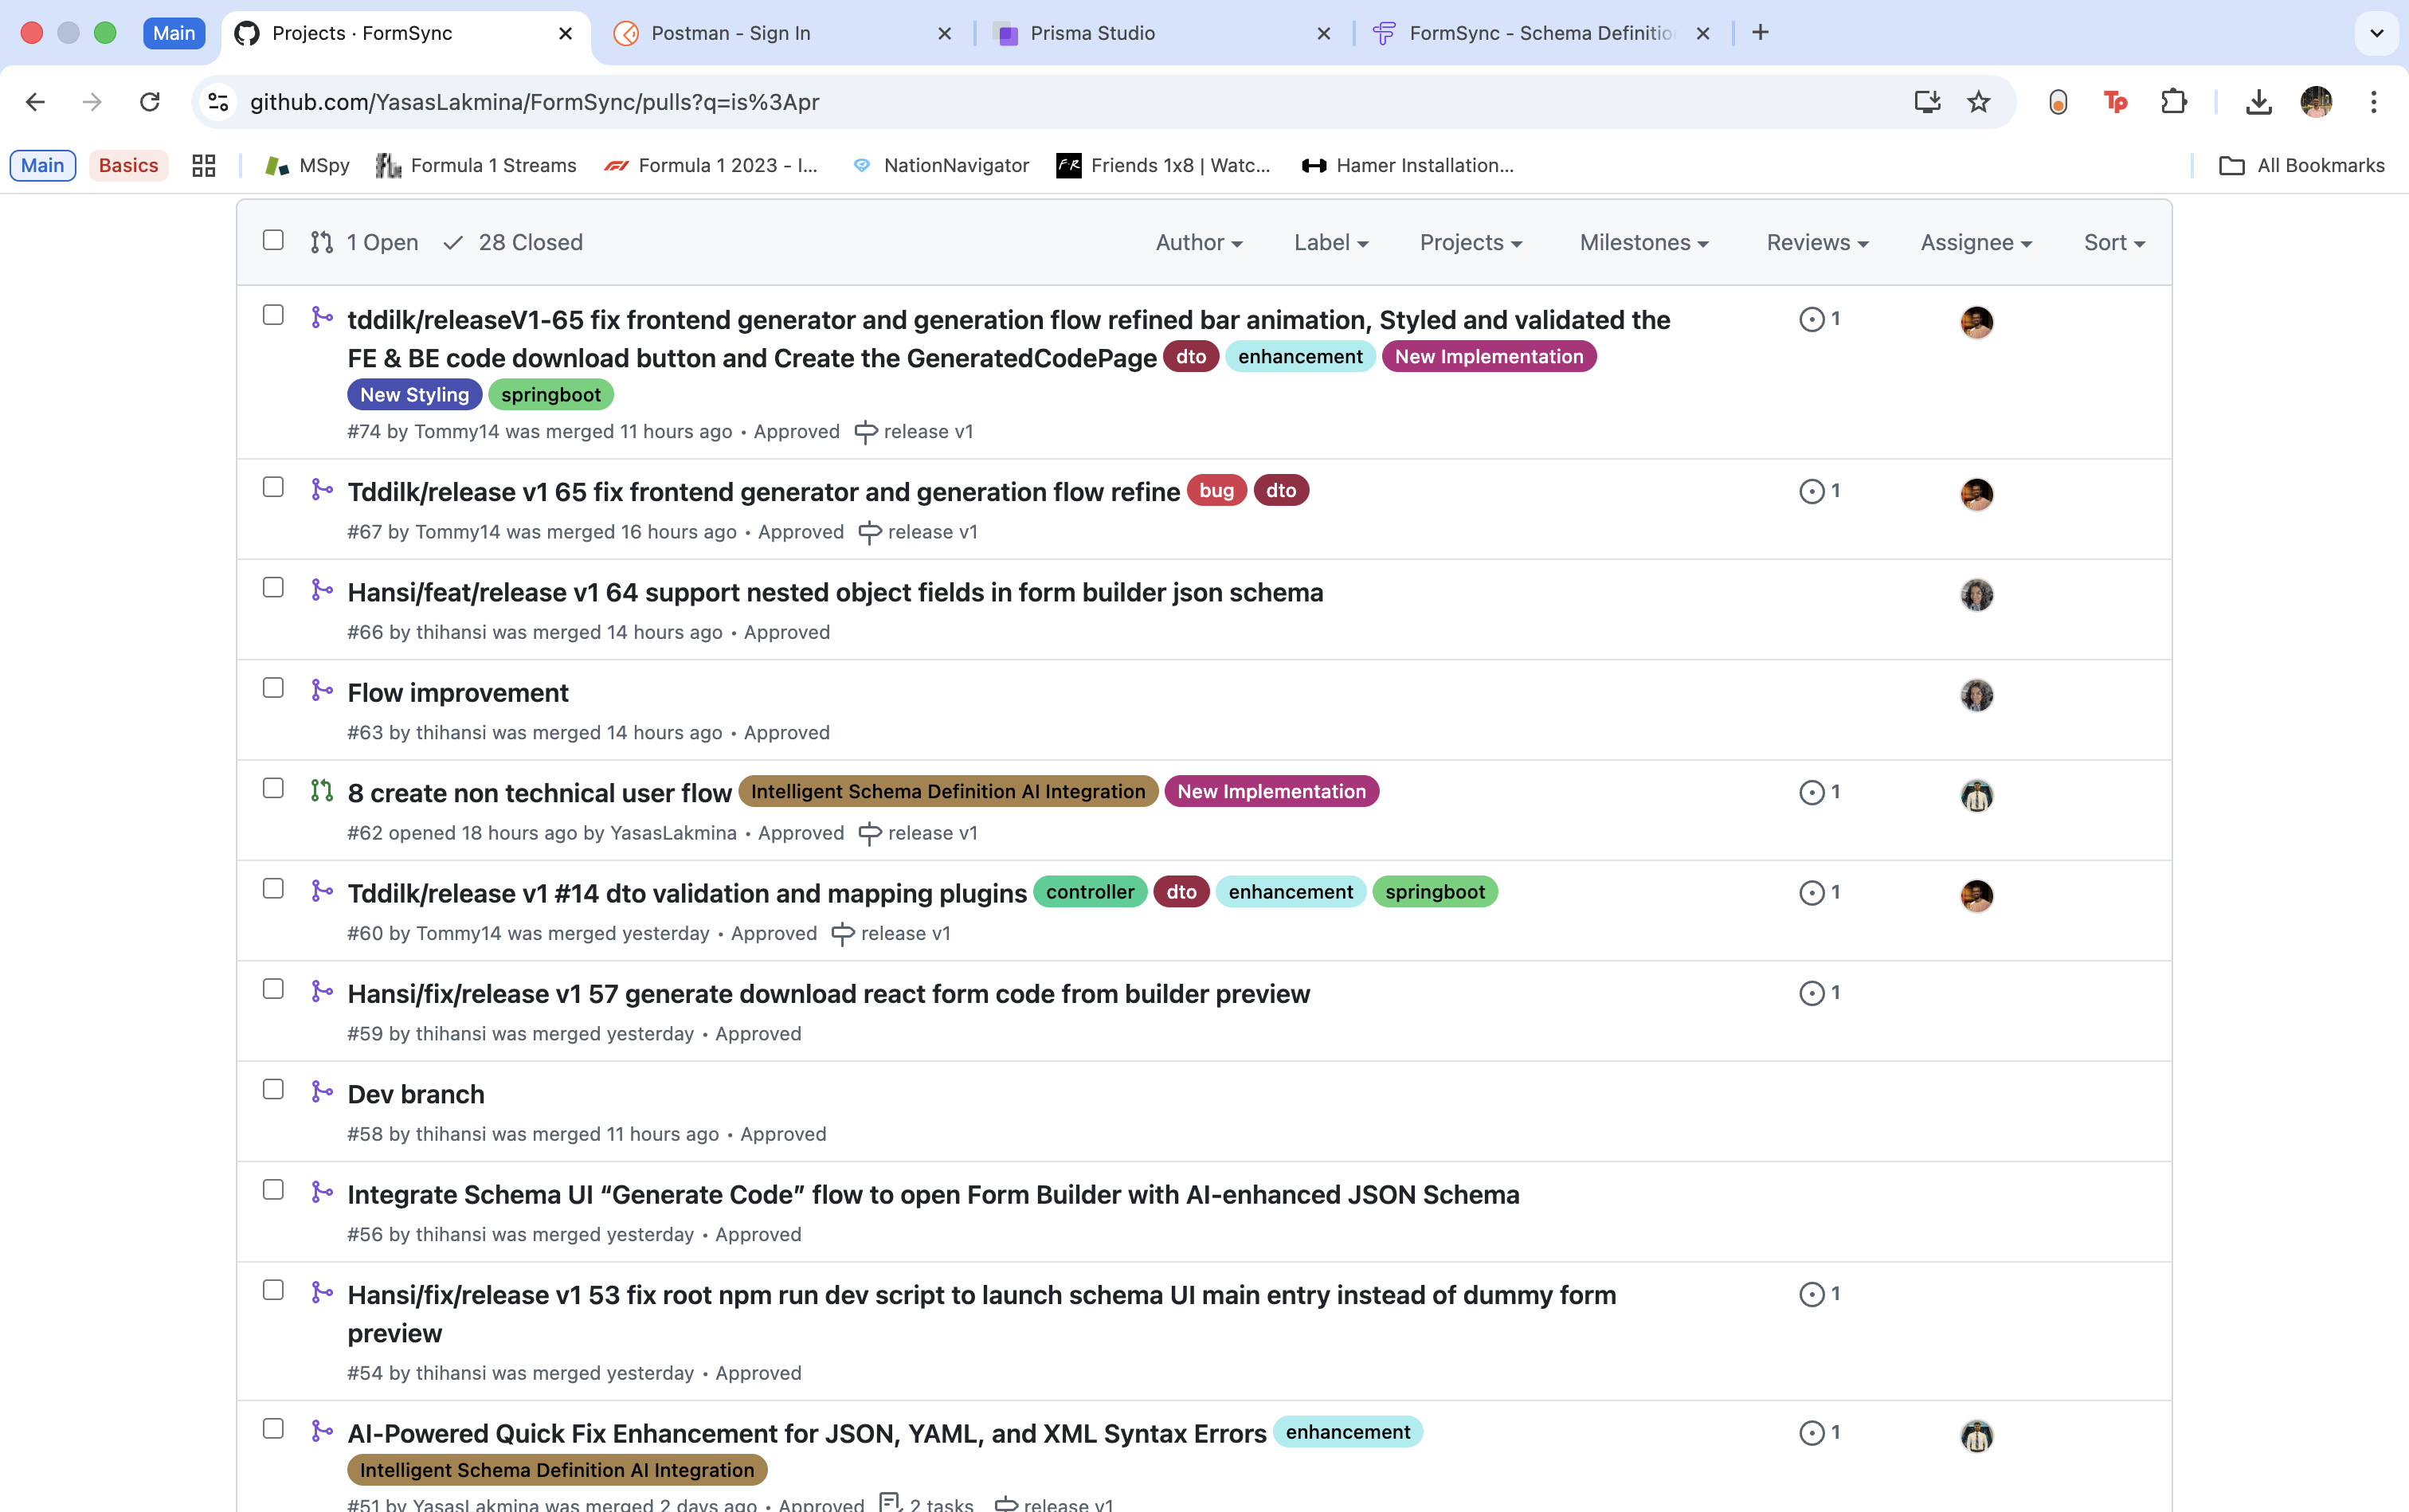 Main
Projects · FormSync
Postman - Sign In
Prisma Studio
FormSync - Schema Definitio
github.com/YasasLakmina/FormSync/pulls?q=is%3Apr
Main
Basics
MSpy
Formula 1 Streams
Formula 1 2023 - I...
NationNavigator
Friends 1x8 | Watc...
Hamer Installation...
All Bookmarks
1 Open
28 Closed
Author
Label
Projects
Milestones
Reviews
Assignee
Sort
tddilk/releaseV1-65 fix frontend generator and generation flow refined bar animation, Styled and validated the
FE & BE code download button and Create the GeneratedCodePage dto enhancement New Implementation
New Styling springboot
1
#74 by Tommy14 was merged 11 hours ago • Approved release v1
Tddilk/release v1 65 fix frontend generator and generation flow refine bug dto
1
#67 by Tommy14 was merged 16 hours ago • Approved release v1
Hansi/feat/release v1 64 support nested object fields in form builder json schema
#66 by thihansi was merged 14 hours ago • Approved
Flow improvement
#63 by thihansi was merged 14 hours ago • Approved
8 create non technical user flow Intelligent Schema Definition AI Integration New Implementation
1
#62 opened 18 hours ago by YasasLakmina • Approved release v1
Tddilk/release v1 #14 dto validation and mapping plugins controller dto enhancement springboot
1
#60 by Tommy14 was merged yesterday • Approved release v1
Hansi/fix/release v1 57 generate download react form code from builder preview
1
#59 by thihansi was merged yesterday • Approved
Dev branch
#58 by thihansi was merged 11 hours ago • Approved
Integrate Schema UI “Generate Code” flow to open Form Builder with AI-enhanced JSON Schema
#56 by thihansi was merged yesterday • Approved
Hansi/fix/release v1 53 fix root npm run dev script to launch schema UI main entry instead of dummy form
preview
1
#54 by thihansi was merged yesterday • Approved
AI-Powered Quick Fix Enhancement for JSON, YAML, and XML Syntax Errors enhancement
Intelligent Schema Definition AI Integration
1
#51 by YasasLakmina was merged 2 days ago • Approved 2 tasks release v1